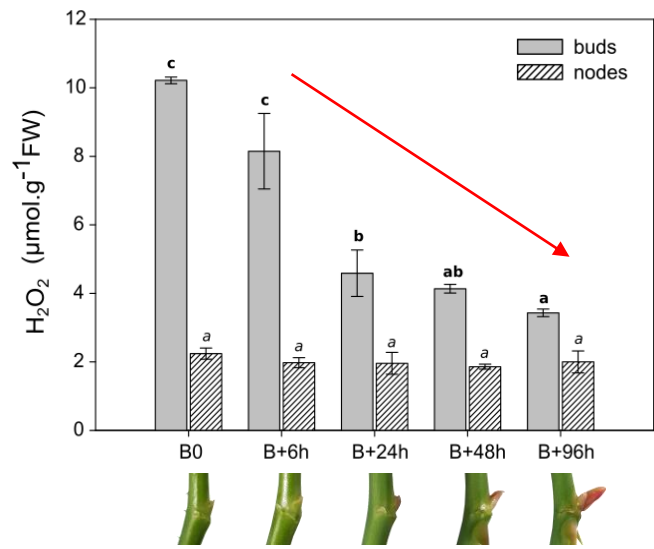 12
10
8
6
4
2
0
H₂O₂ (μmol.g⁻¹FW)
buds
nodes
c
c
b
ab
a
a
a
a
a
a
B0
B+6h
B+24h
B+48h
B+96h